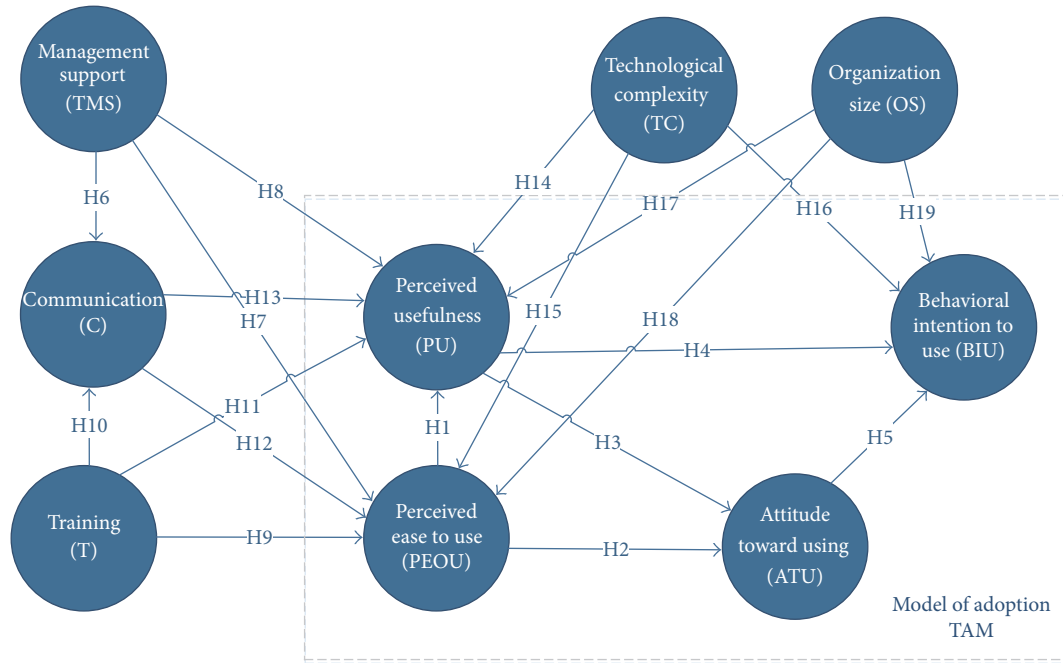 Management
support
(TMS)
Technological
complexity
(TC)
Organization
size (OS)
H6
H8
H14
H17
H16
H19
Communication
(C)
H13
H7
Perceived
usefulness
(PU)
H15
H18
Behavioral
intention to
use (BIU)
H4
H10
H11
H12
H1
H3
H5
Training
(T)
H9
Perceived
ease to use
(PEOU)
H2
Attitude
toward using
(ATU)
Model of adoption
TAM